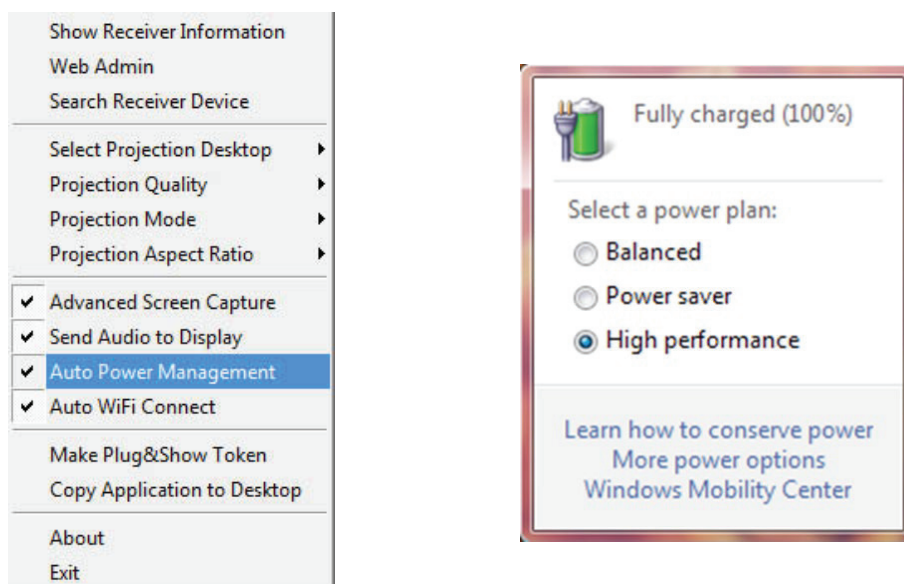 Show Receiver Information
Web Admin
Search Receiver Device
Select Projection Desktop
Projection Quality
Projection Mode
Projection Aspect Ratio
Advanced Screen Capture
Send Audio to Display
Auto Power Management
Auto WiFi Connect
Make Plug&Show Token
Copy Application to Desktop
About
Exit
Fully charged (100%)
Select a power plan:
Balanced
Power saver
High performance
Learn how to conserve power
More power options
Windows Mobility Center